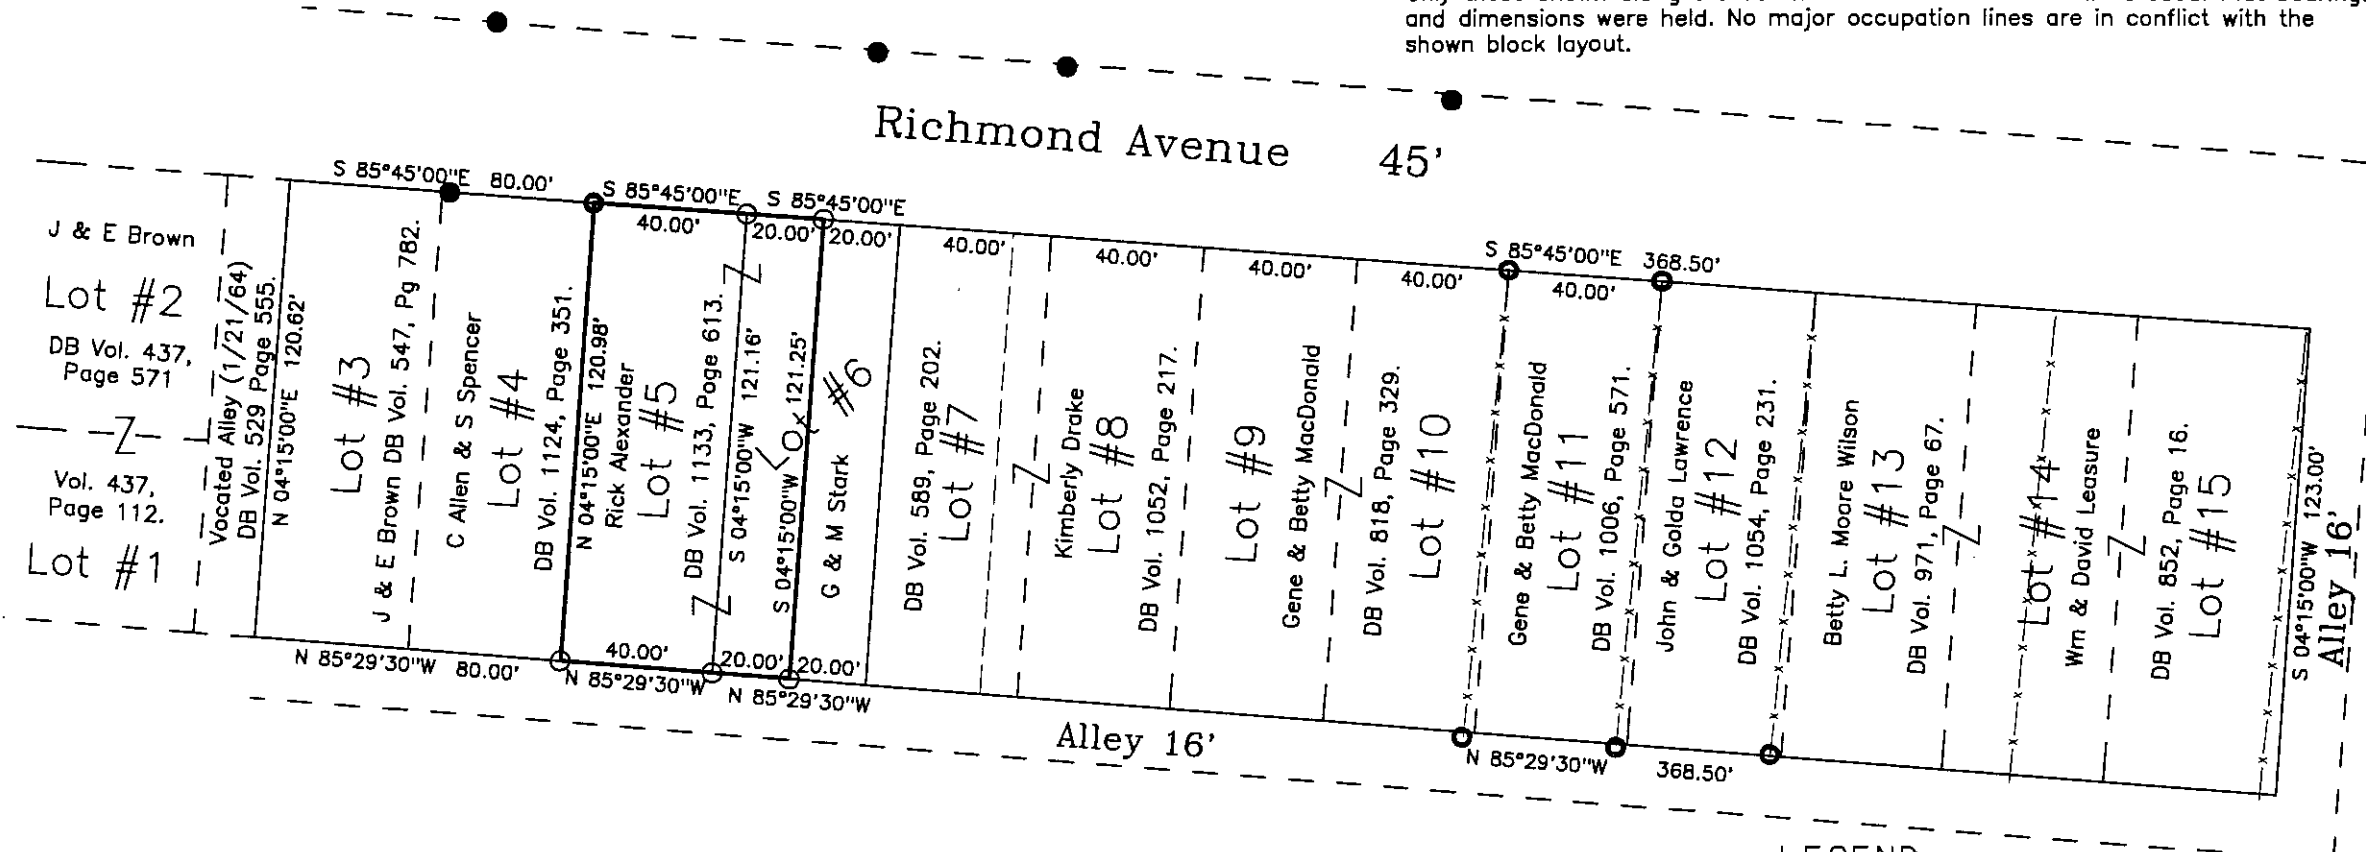 and dimensions were held. No major occupation lines are in conflict with the
shown block layout.
Richmond Avenue 45'
S 85°45'00"E 80.00'
S 85°45'00"E
S 85°45'00"E
40.00'
20.00'
20.00'
40.00'
40.00'
40.00'
40.00'
S 85°45'00"E 368.50'
40.00'
J & E Brown
Lot #2
DB Vol. 437,
Page 571
Z
Vol. 437,
Page 112.
Lot #1
Vacated Alley (1/21/64)
DB Vol. 529 Page 555.
N 04°15'00"E 120.62'
Lot #3
J & E Brown DB Vol. 547, Pg 782.
C Allen & S Spencer
Lot #4
DB Vol. 1124, Page 351.
N 04°15'00"E 120.98'
Rick Alexander
Lot #5
DB Vol. 1133, Page 613.
Z
Z
S 04°15'00"W 121.16'
S 04°15'00"W 121.25'
#6
G & M Stark
DB Vol. 589, Page 202.
Lot #7
Z
Kimberly Drake
Lot #8
DB Vol. 1052, Page 217.
Lot #9
Gene & Betty MacDonald
Z
DB Vol. 818, Page 329.
Lot #10
Gene & Betty MacDonald
Lot #11
DB Vol. 1006, Page 571.
John & Golda Lawrence
Lot #12
DB Vol. 1054, Page 231.
Betty L. Moare Wilson
Lot #13
DB Vol. 971, Page 67.
Z
Lot #14
Wm & David Leasure
Z
DB Vol. 852, Page 16.
Lot #15
S 04°15'00"W 123.00'
Alley 16'
N 85°29'30"W 80.00'
40.00'
N 85°29'30"W
20.00'
20.00'
N 85°29'30"W
Alley 16'
N 85°29'30"W 368.50'
LEGEND